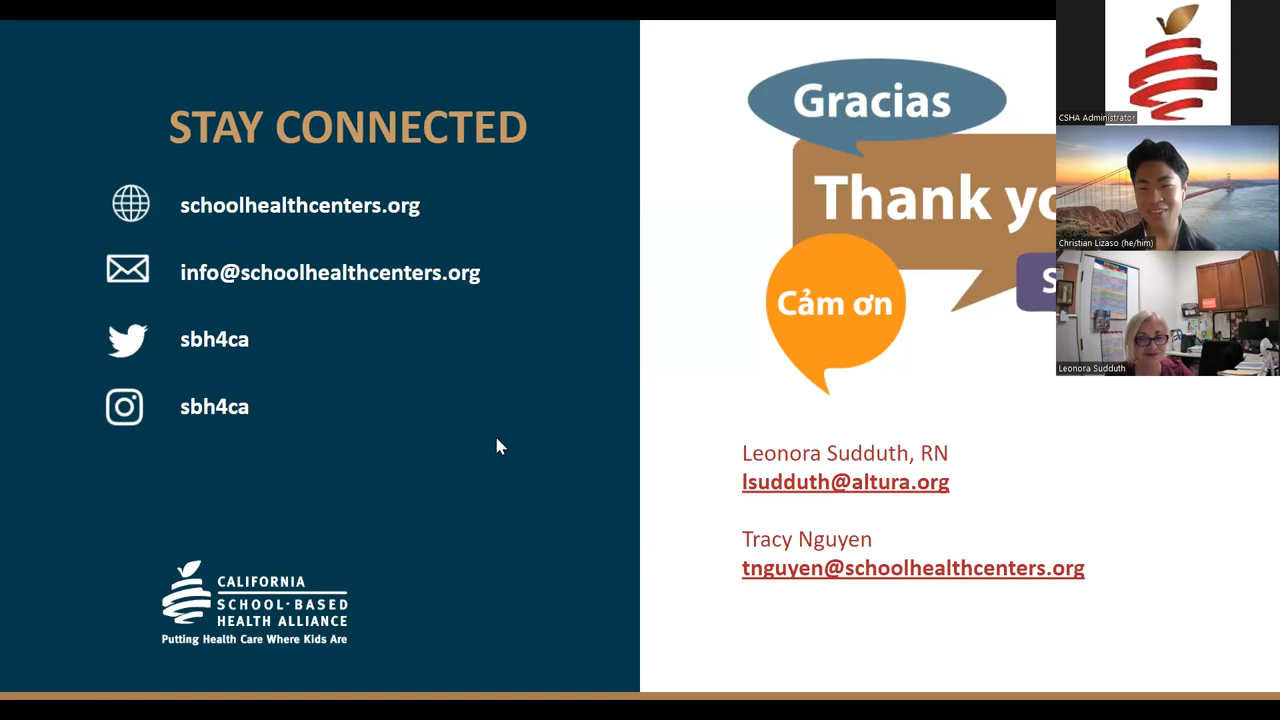 STAY CONNECTED
schoolhealthcenters.org
info@schoolhealthcenters.org
sbh4ca
sbh4ca
CALIFORNIA
SCHOOL-BASED
HEALTH ALLIANCE
Putting Health Care Where Kids Are
Gracias
Thank yo
Cảm ơn
S
Leonora Sudduth, RN
lsudduth@altura.org
Tracy Nguyen
tnguyen@schoolhealthcenters.org
CSHA Administrator
Christian Lizaso (he/him)
Leonora Sudduth